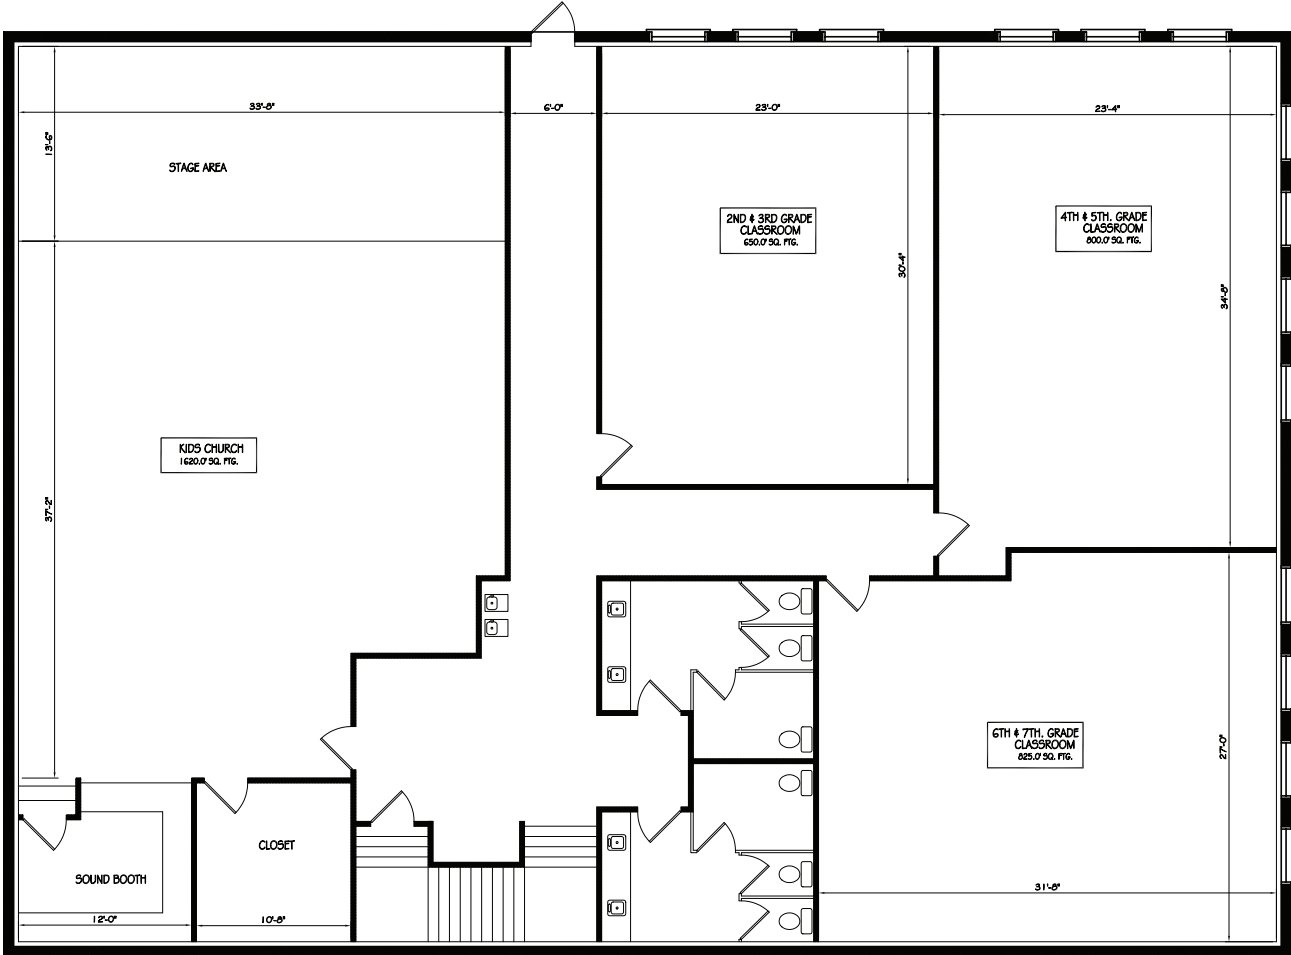 33'-8"
6'-0"
23'-0"
23'-4"
13'-6"
STAGE AREA
2ND & 3RD GRADE
CLASSROOM
650.0' SQ. FTG.
4TH & 5TH. GRADE
CLASSROOM
800.0' SQ. FTG.
30'-4"
34'-8"
KIDS CHURCH
1620.0' SQ. FTG.
37'-2"
6TH & 7TH. GRADE
CLASSROOM
825.0' SQ. FTG.
27'-0"
CLOSET
SOUND BOOTH
31'-8"
12'-0"
10'-8"